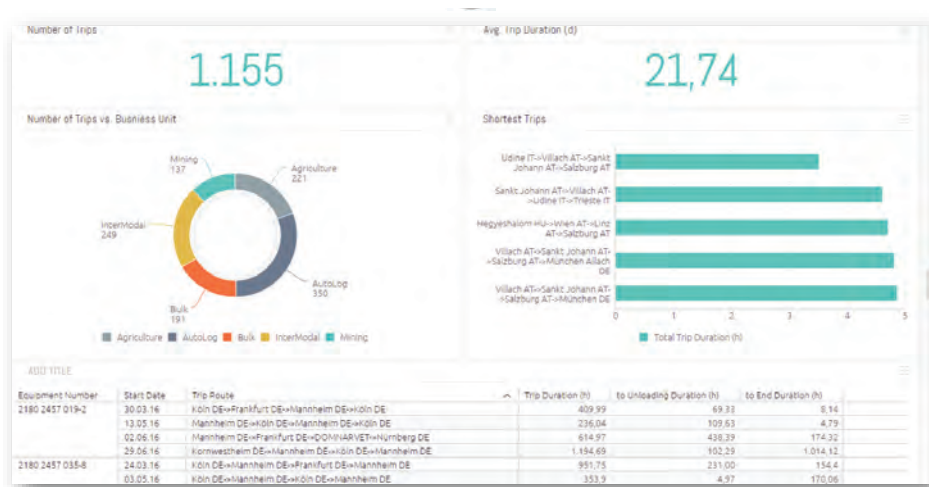 Number of Trips
Avg. Trip Duration (d)
1.155
21,74
Number of Trips vs. Busniess Unit
Shortest Trips
Mining
137
Agriculture
221
InterModal
249
AutoLog
350
Bulk
191
Agriculture AutoLog Bulk InterModal Mining
Udine IT->Villach AT->Sankt
Johann AT->Salzburg AT
Sankt Johann AT->Villach AT-
->Udine IT->Trieste IT
Hegyeshalom HU->Wien AT->Linz
AT->Salzburg AT
Villach AT->Sankt Johann AT-
>Salzburg AT->München Allach
DE
Villach AT->Sankt Johann AT-
>Salzburg AT->München DE
0 1 2 3 4 5
Total Trip Duration (h)
ADD TITLE
Equipment Number Start Date Trip Route Trip Duration (h) to Unloading Duration (h) to End Duration (h)
2180 2457 019-2 30.03.16 Köln DE->Frankfurt DE->Mannheim DE->Köln DE 409,99 69,33 8,14
13.05.16 Mannheim DE->Köln DE->Mannheim DE->Köln DE 236,04 109,63 4,79
02.06.16 Mannheim DE->Frankfurt DE->DOMNARVET->Nürnberg DE 614,97 438,39 174,32
29.06.16 Kornwestheim DE->Mannheim DE->Köln DE->Mannheim DE 1.194,69 102,29 1.014,12
2180 2457 035-8 24.03.16 Köln DE->Mannheim DE->Frankfurt DE->Mannheim DE 951,75 231,00 154,4
03.05.16 Köln DE->Mannheim DE->Köln DE->Mannheim DE 353,9 4,97 170,06